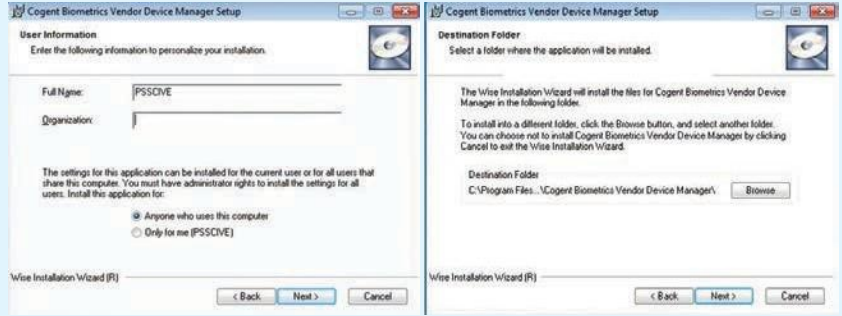 Cogent Biometrics Vendor Device Manager Setup
User Information
Enter the following information to personalize your installation.
Full Name:
PSSCIVE
Organization:
The settings for this application can be installed for the current user or for all users that
share this computer. You must have administrator rights to install the settings for all
users. Install this application for:
Anyone who uses this computer
Only for me (PSSCIVE)
Wise Installation Wizard (R)
< Back
Next >
Cancel
Cogent Biometrics Vendor Device Manager Setup
Destination Folder
Select a folder where the application will be installed.
The Wise Installation Wizard will install the files for Cogent Biometrics Vendor Device
Manager in the following folder.
To install into a different folder, click the Browse button, and select another folder.
You can choose not to install Cogent Biometrics Vendor Device Manager by clicking
Cancel to exit the Wise Installation Wizard.
Destination Folder
C:\Program Files...\Cogent Biometrics Vendor Device Manager\
Browse
Wise Installation Wizard (R)
< Back
Next >
Cancel